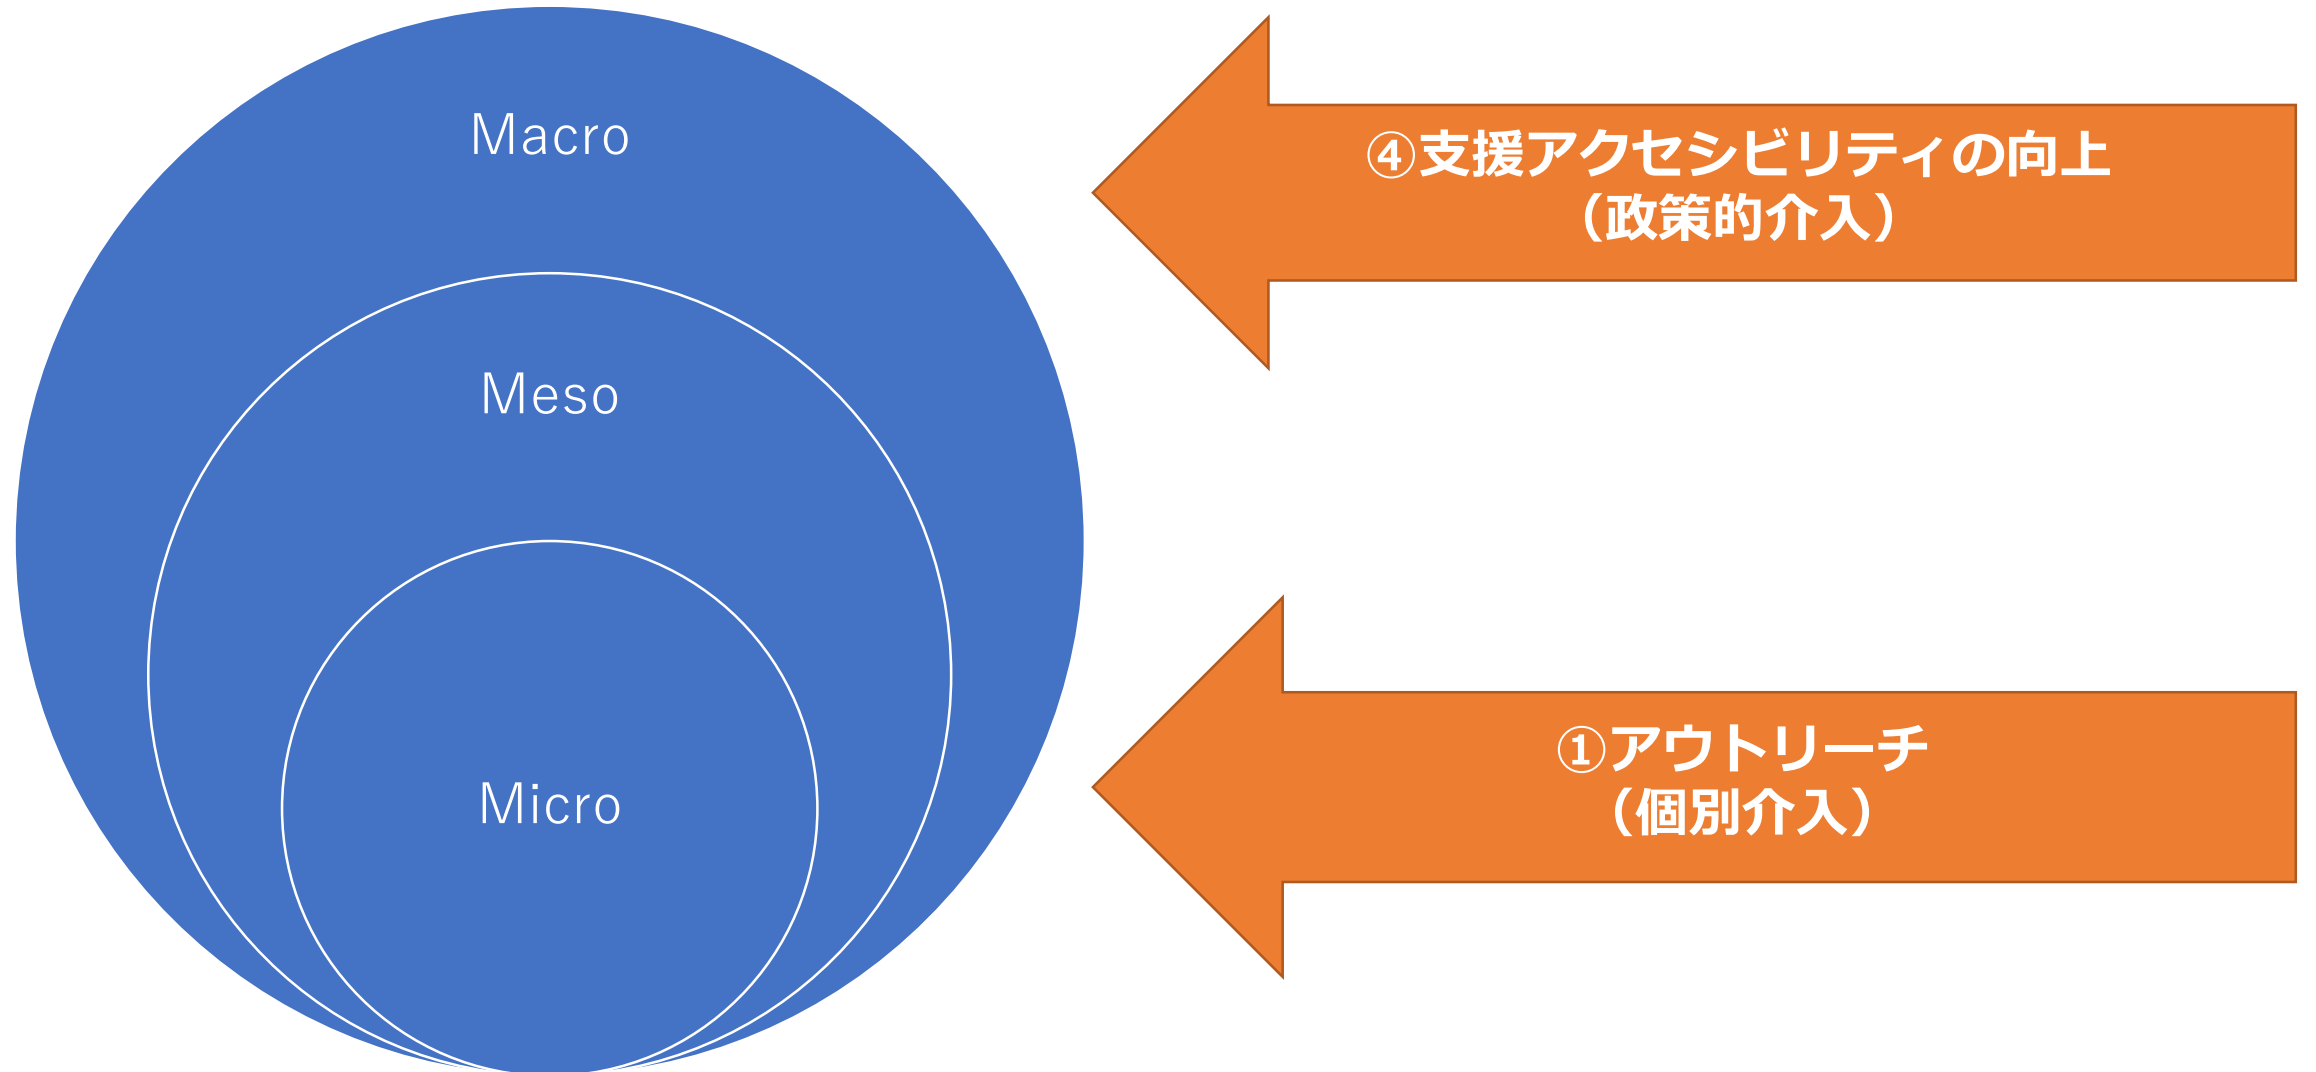 Macro
④支援アクセシビリティの向上
（政策的介入）
Meso
Micro
①アウトリーチ
（個別介入）